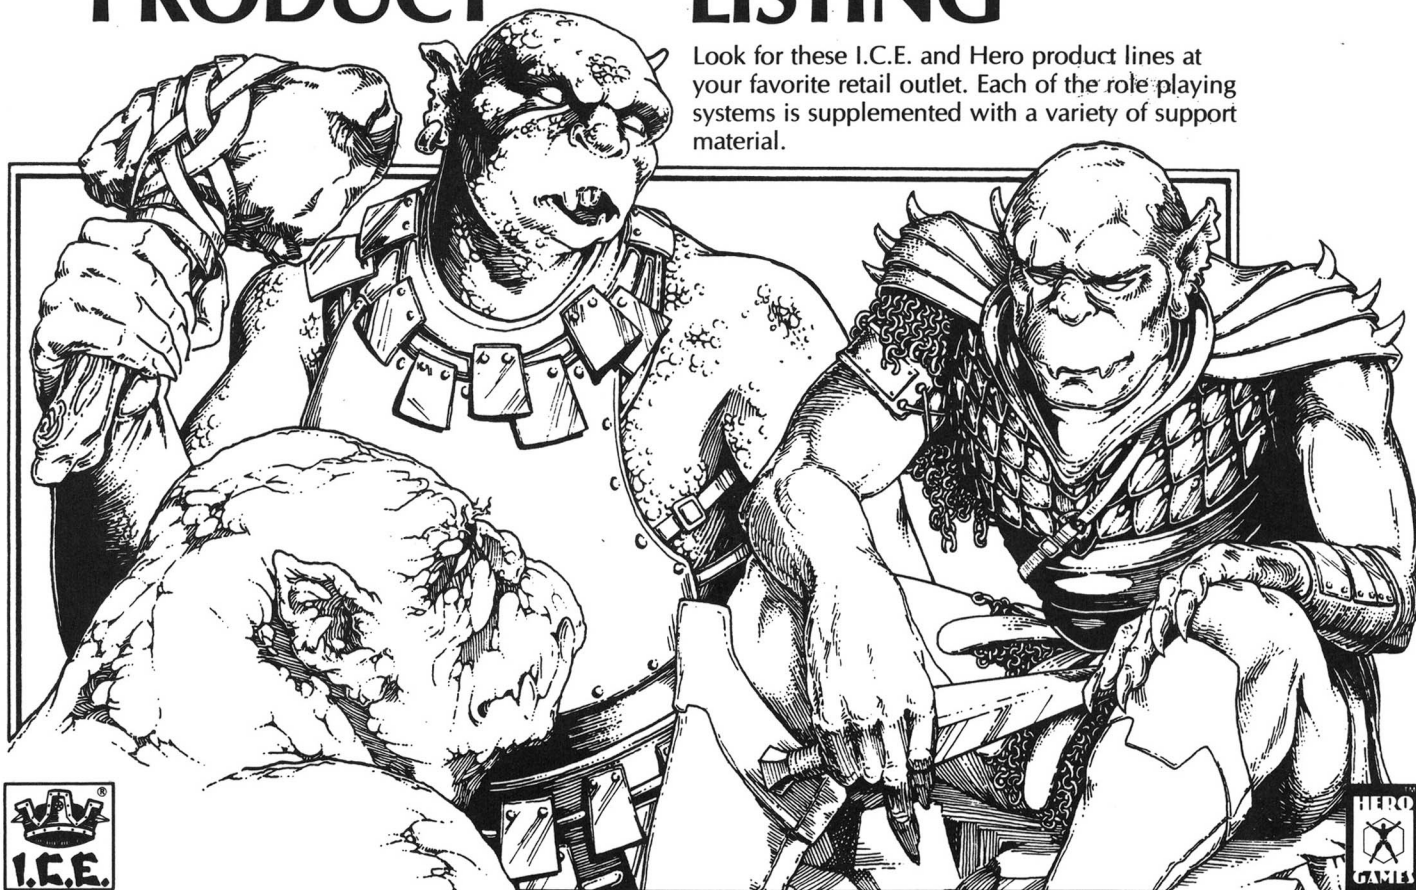 PRODUCT LISTING
Look for these I.C.E. and Hero product lines at
your favorite retail outlet. Each of the role playing
systems is supplemented with a variety of support
material.
®
I.C.E.
TM
HERO
GAMES